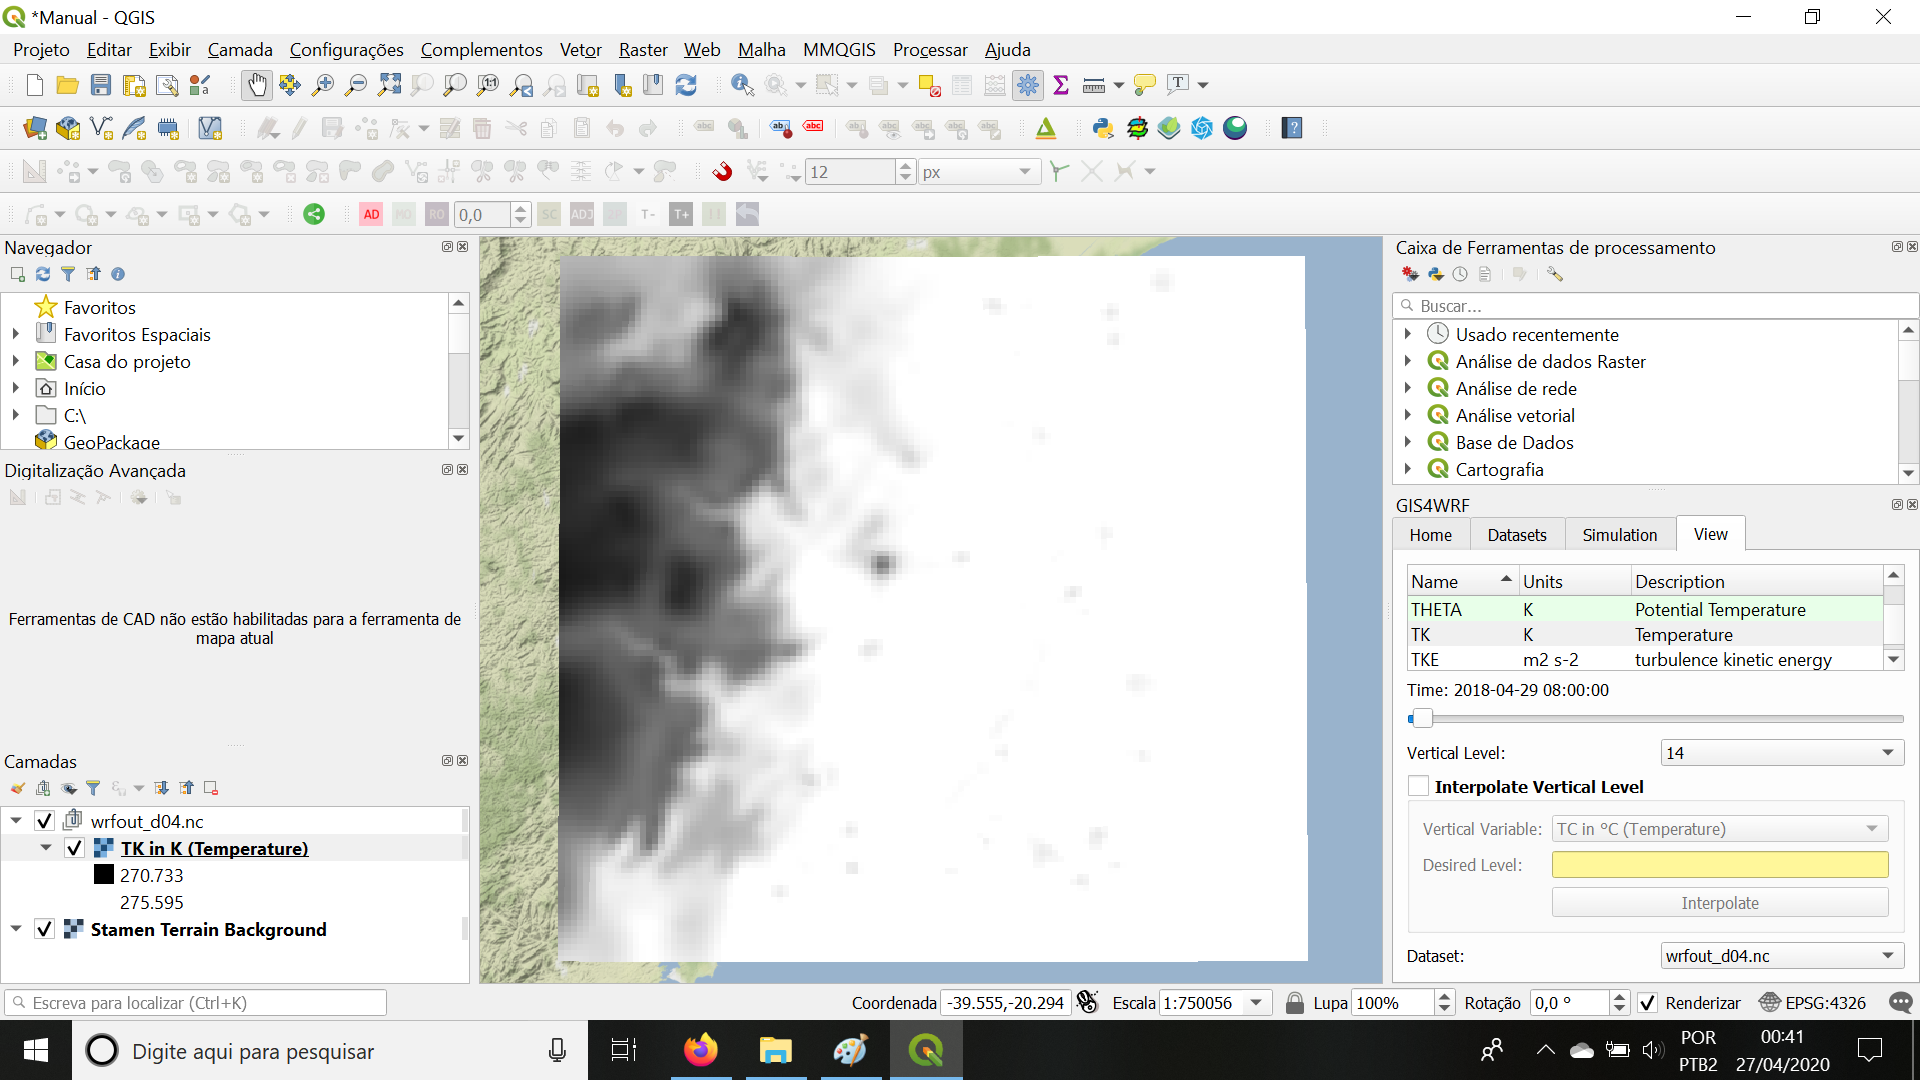 *Manual - QGIS
Projeto Editar Exibir Camada Configurações Complementos Vetor Raster Web Malha MMQGIS Processar Ajuda
12 px
AD 0,0 SC ADJ T- T+
Navegador
Favoritos
Favoritos Espaciais
Casa do projeto
Início
C:\
GeoPackage
Digitalização Avançada
Ferramentas de CAD não estão habilitadas para a ferramenta de
mapa atual
Camadas
wrfout_d04.nc
TK in K (Temperature)
270.733
275.595
Stamen Terrain Background
Caixa de Ferramentas de processamento
Buscar...
Usado recentemente
Análise de dados Raster
Análise de rede
Análise vetorial
Base de Dados
Cartografia
GIS4WRF
Home Datasets Simulation View
Name Units Description
THETA K Potential Temperature
TK K Temperature
TKE m2 s-2 turbulence kinetic energy
Time: 2018-04-29 08:00:00
Vertical Level: 14
Interpolate Vertical Level
Vertical Variable: TC in °C (Temperature)
Desired Level:
Interpolate
Dataset: wrfout_d04.nc
Escreva para localizar (Ctrl+K) Coordenada -39.555,-20.294 Escala 1:750056 Lupa 100% Rotação 0,0 ° Renderizar EPSG:4326
Digite aqui para pesquisar
POR 00:41
PTB2 27/04/2020